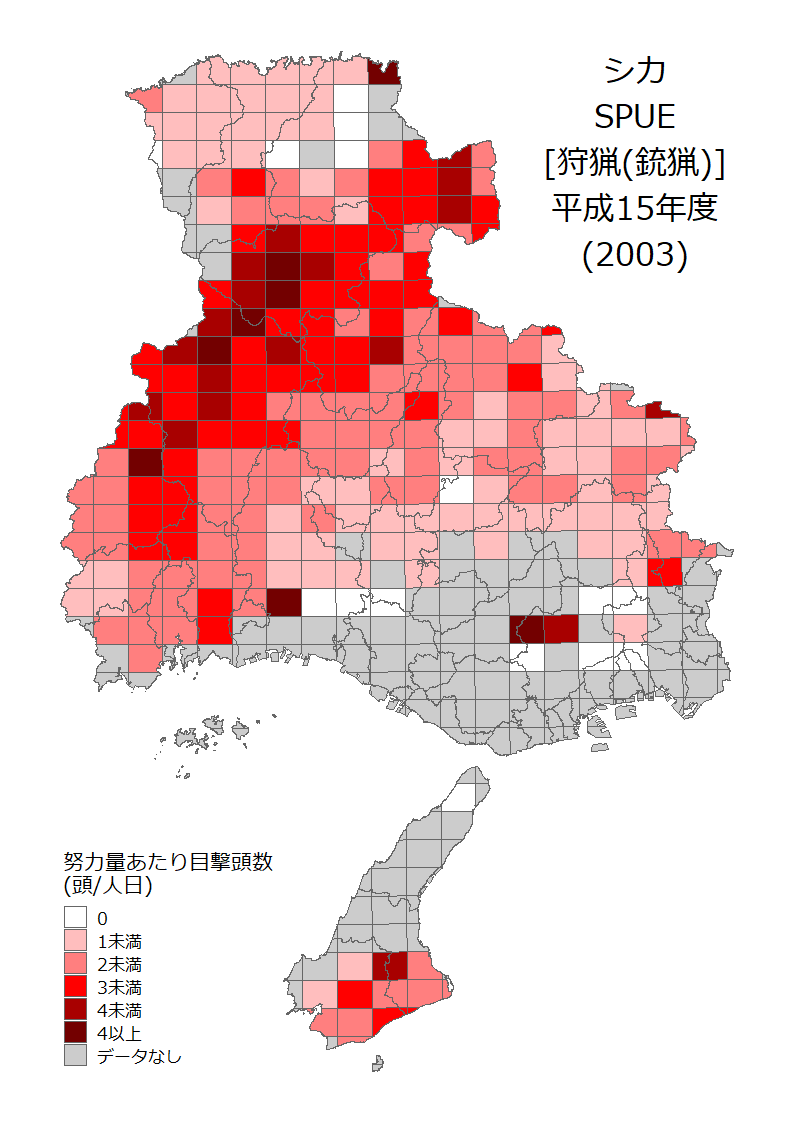 シカ
SPUE
[狩猟(銃猟)]
平成15年度
(2003)
努力量あたり目撃頭数
(頭/人日)
0
1未満
2未満
3未満
4未満
4以上
データなし